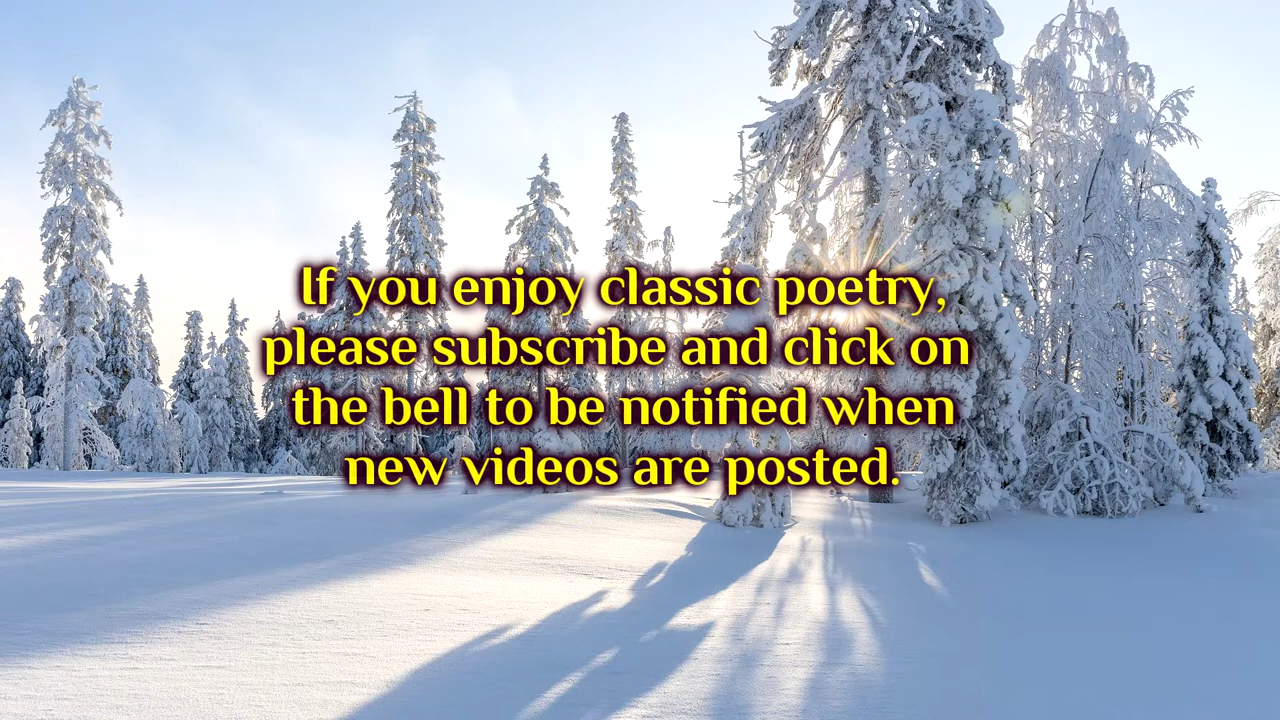 If you enjoy classic poetry,
please subscribe and click on
the bell to be notified when
new videos are posted.